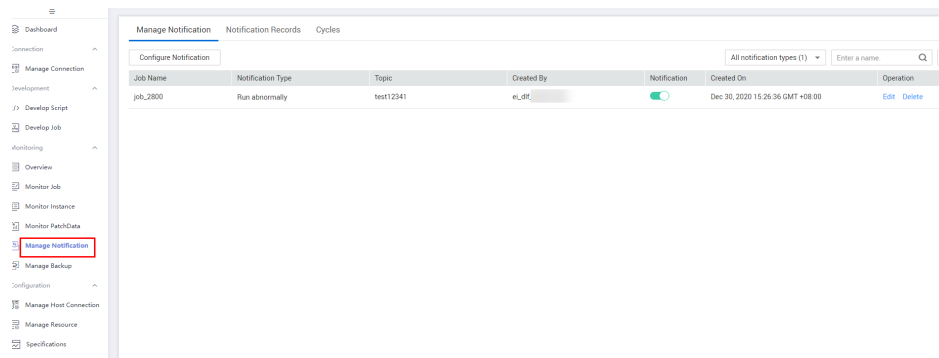 Dashboard
Connection
Manage Connection
Development
Develop Script
Develop Job
Monitoring
Overview
Monitor Job
Monitor Instance
Monitor PatchData
Manage Notification
Manage Backup
Configuration
Manage Host Connection
Manage Resource
Specifications
Manage Notification Notification Records Cycles
Configure Notification All notification types (1) Enter a name.
Job Name Notification Type Topic Created By Notification Created On Operation
job_2800 Run abnormally test12341 ei_dlf_ Dec 30, 2020 15:26:36 GMT +08:00 Edit Delete